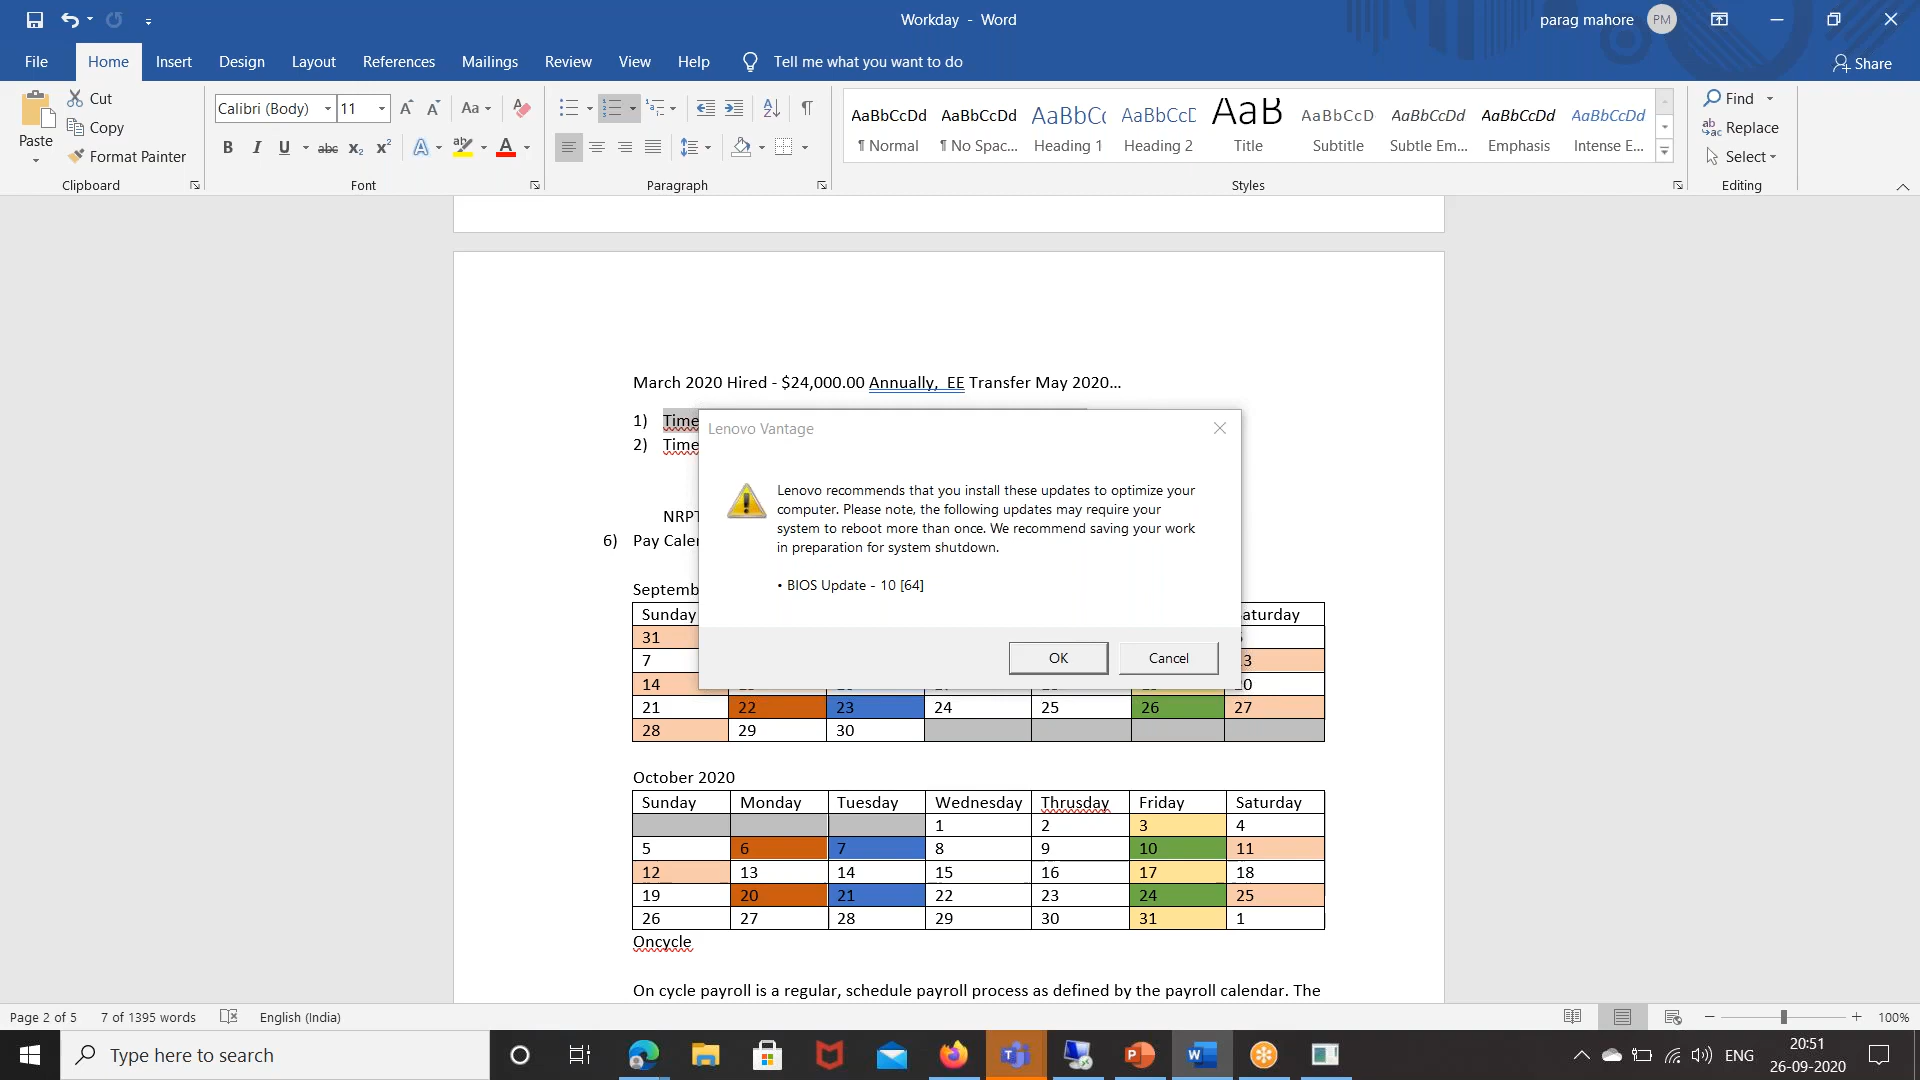 Workday - Word
parag mahore PM
File Home Insert Design Layout References Mailings Review View Help Tell me what you want to do Share
Paste
Cut
Copy
Format Painter
Clipboard
Calibri (Body) 11
Font
Paragraph
AaBbCcDd AaBbCcDd AaBbCc AaBbCcE AaB AaBbCcD AaBbCcDd AaBbCcDd AaBbCcDd
¶ Normal ¶ No Spac... Heading 1 Heading 2 Title Subtitle Subtle Em... Emphasis Intense E...
Styles
Find
Replace
Select
Editing
March 2020 Hired - $24,000.00 Annually, EE Transfer May 2020…
1) Time
2) Time
NRPT
6) Pay Caler
Lenovo Vantage
Lenovo recommends that you install these updates to optimize your
computer. Please note, the following updates may require your
system to reboot more than once. We recommend saving your work
in preparation for system shutdown.
• BIOS Update - 10 [64]
OK Cancel
Septemb
Sunday aturday
31
7 3
14 20
21 22 23 24 25 26 27
28 29 30
October 2020
Sunday Monday Tuesday Wednesday Thrusday Friday Saturday
1 2 3 4
5 6 7 8 9 10 11
12 13 14 15 16 17 18
19 20 21 22 23 24 25
26 27 28 29 30 31 1
Oncycle
On cycle payroll is a regular, schedule payroll process as defined by the payroll calendar. The
Page 2 of 5 7 of 1395 words English (India) 100%
Type here to search
ENG
20:51
26-09-2020